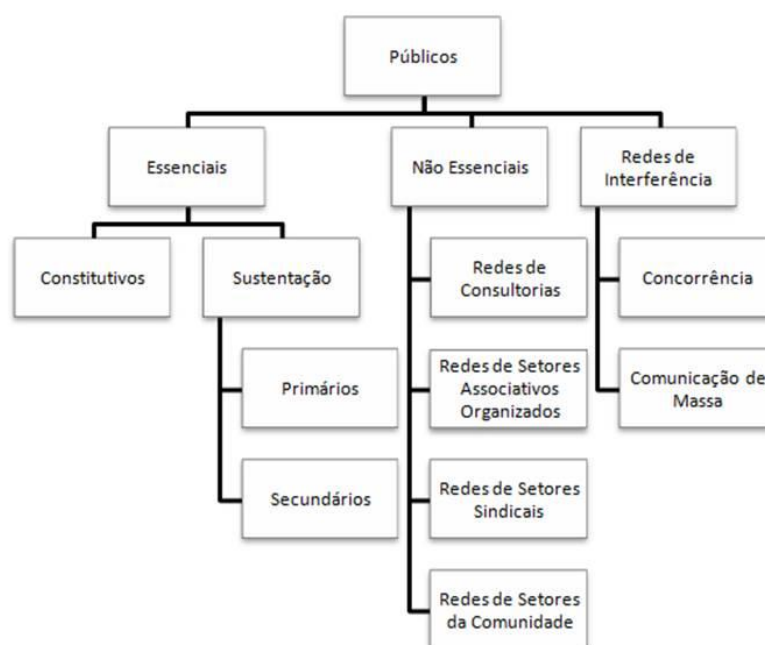 Públicos
Essenciais
Não Essenciais
Redes de
Interferência
Constitutivos
Sustentação
Redes de
Consultorias
Concorrência
Primários
Redes de Setores
Associativos
Organizados
Comunicação de
Massa
Secundários
Redes de Setores
Sindicais
Redes de Setores
da Comunidade